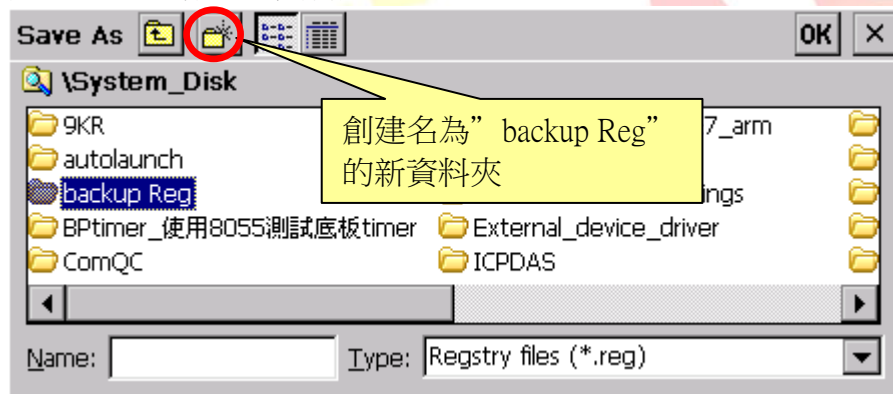 Save As OK ×
\System_Disk
創建名為” backup Reg”
的新資料夾
9KR 7_arm
autolaunch
backup Reg ings
BPtimer_使用8055測試底板timer External_device_driver
ComQC ICPDAS
Name: Type: Regstry files (*.reg)